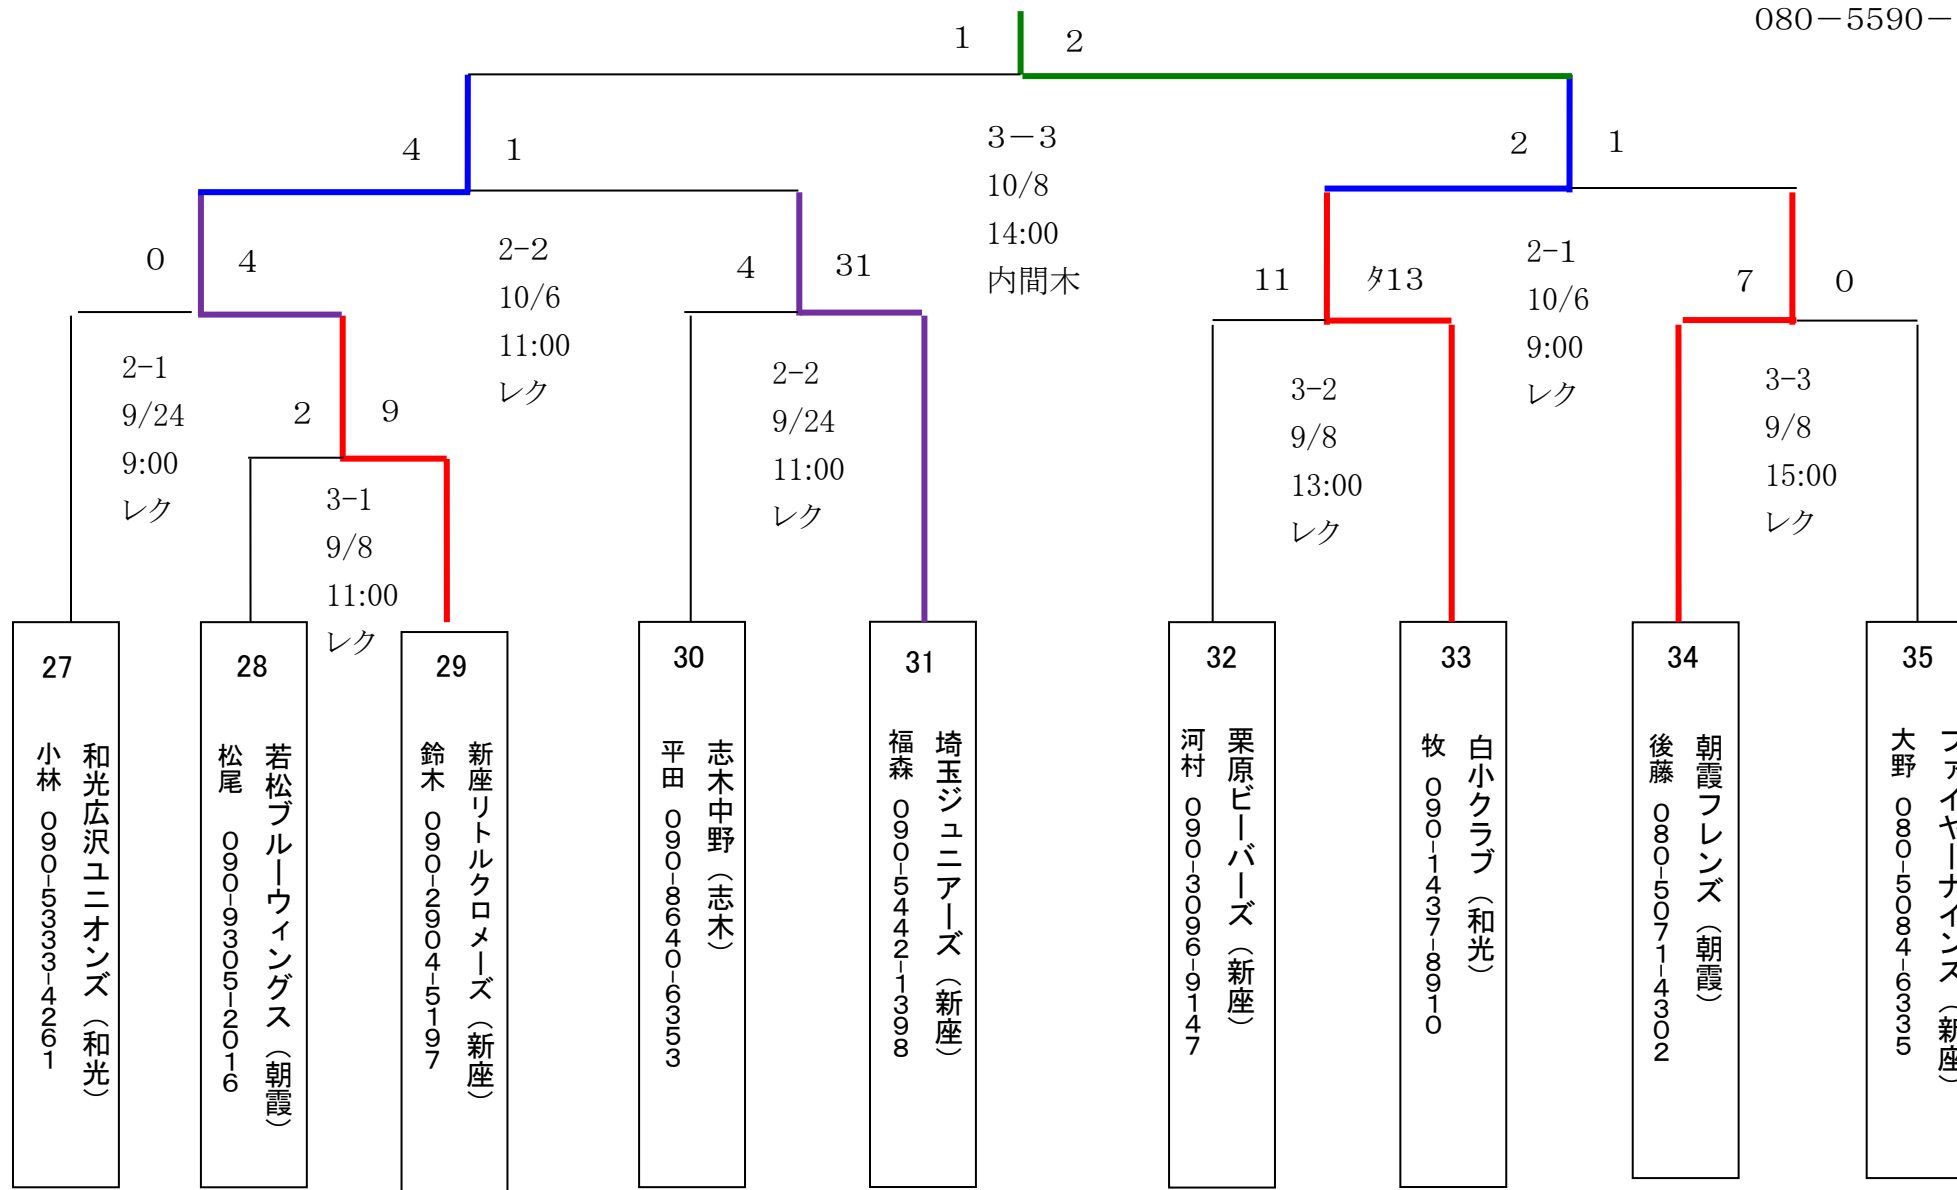 080－5590－
1
2
4
1
3－3
10/8
14:00
内間木
2
1
0
4
2-2
10/6
11:00
レク
4
31
11
ﾀ13
2-1
10/6
9:00
レク
7
0
2-1
9/24
9:00
レク
2
9
2-2
9/24
11:00
レク
3-2
9/8
13:00
レク
3-3
9/8
15:00
レク
3-1
9/8
11:00
レク
27
和光広沢ユニオンズ（和光）
小林 090-5333-4261
28
若松ブルーウィングス（朝霞）
松尾 090-9305-2016
29
新座リトルクロメーズ（新座）
鈴木 090-2904-5197
30
志木中野（志木）
平田 090-8640-6353
31
埼玉ジュニアーズ（新座）
福森 090-5442-1398
32
栗原ビーバーズ（新座）
河村 090-3096-9147
33
白小クラブ（和光）
牧 090-1437-8910
34
朝霞フレンズ（朝霞）
後藤 080-5071-4302
35
ファイヤーナインズ（新座）
大野 080-5084-6335